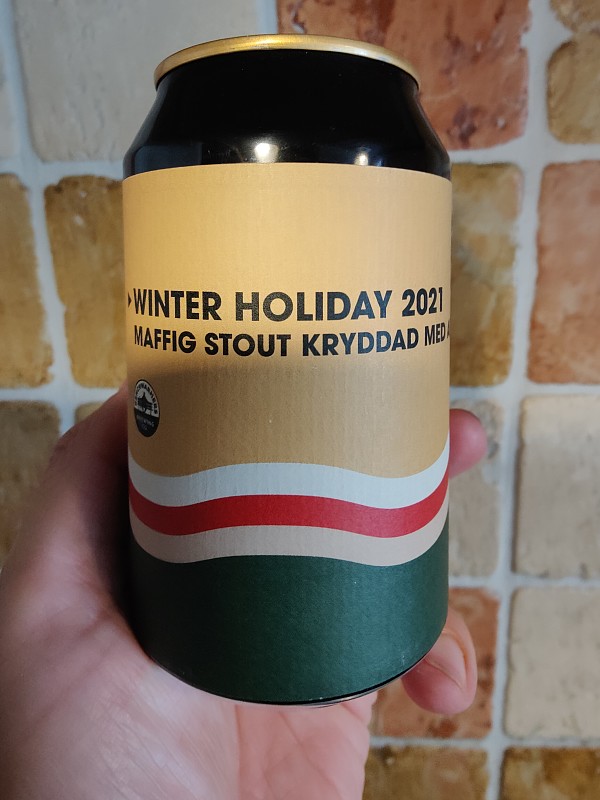 WINTER HOLIDAY 2021
MAFFIG STOUT KRYDDAD MED